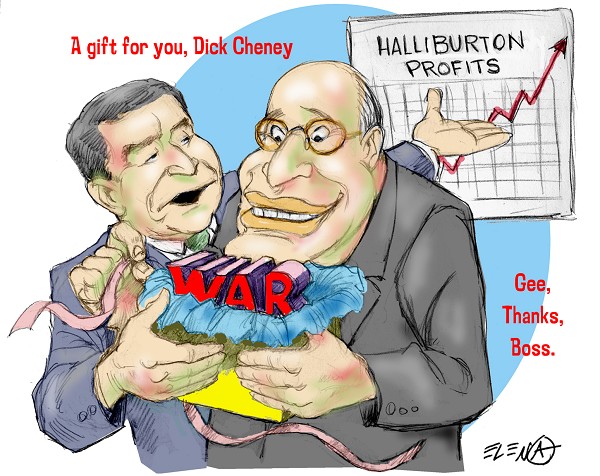 A gift for you, Dick Cheney
HALLIBURTON
PROFITS
WAR
Gee,
Thanks,
Boss.
ELENA